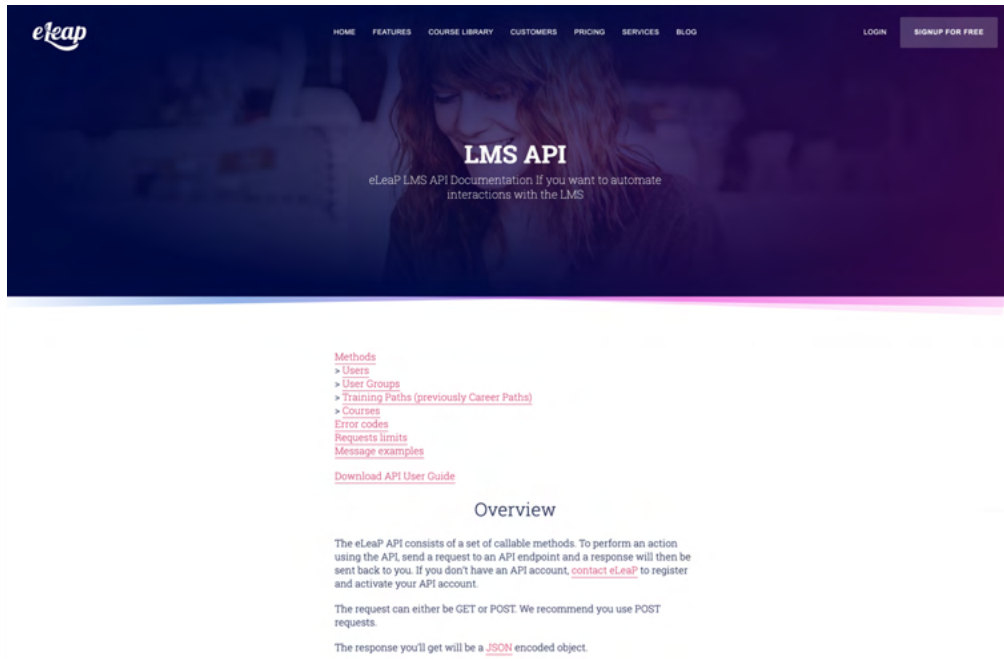 eLeap
HOME FEATURES COURSE LIBRARY CUSTOMERS PRICING SERVICES BLOG LOGIN SIGNUP FOR FREE
LMS API
eLeaP LMS API Documentation If you want to automate
interactions with the LMS
Methods
> Users
> User Groups
> Training Paths (previously Career Paths)
> Courses
Error codes
Requests limits
Message examples
Download API User Guide
Overview
The eLeaP API consists of a set of callable methods. To perform an action
using the API, send a request to an API endpoint and a response will then be
sent back to you. If you don't have an API account, contact eLeaP to register
and activate your API account.
The request can either be GET or POST. We recommend you use POST
requests.
The response you'll get will be a JSON encoded object.